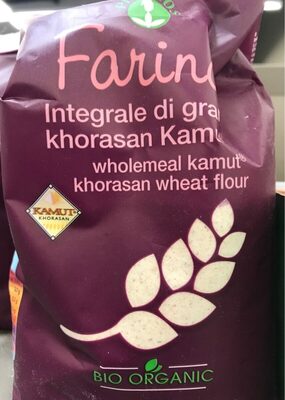 Farin
Integrale di gra
khorasan Kamu
wholemeal kamut®
khorasan wheat flour
KAMUT®
KHORASAN
BIO ORGANIC